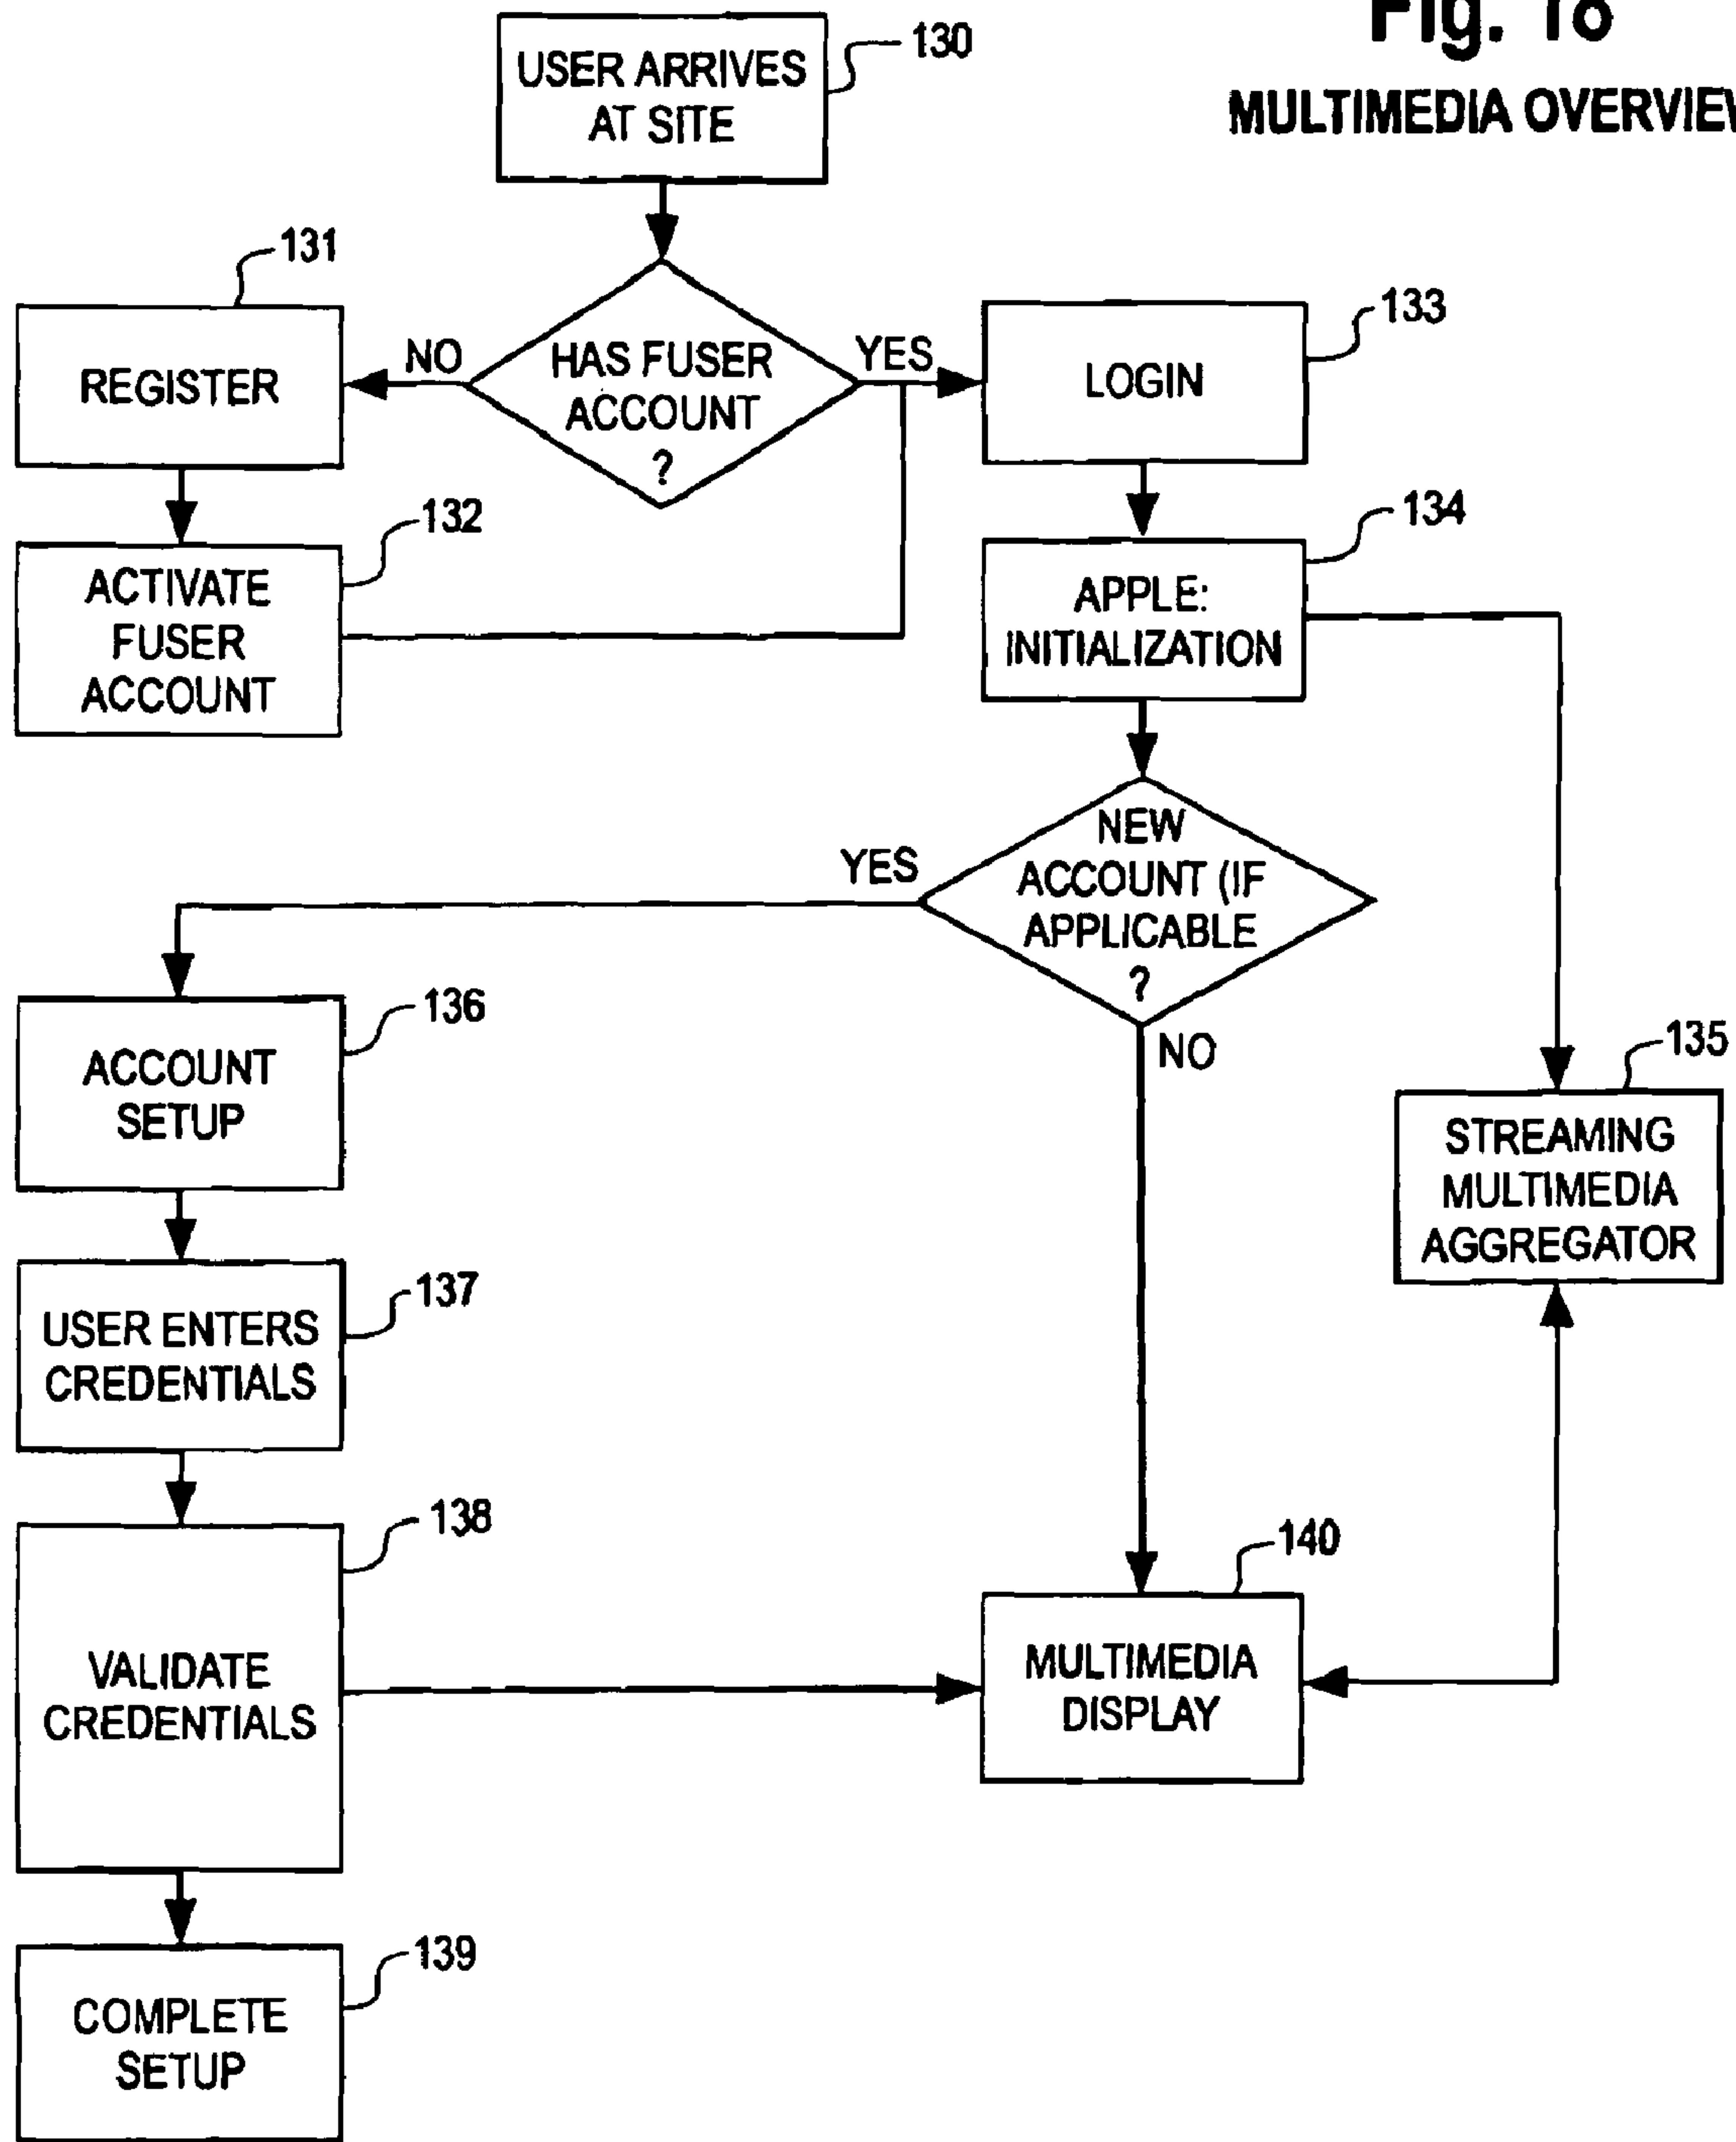 Fig. 18
MULTIMEDIA OVERVIEW
USER ARRIVES
AT SITE
130
131
REGISTER
NO
HAS FUSER
ACCOUNT
?
YES
LOGIN
133
132
ACTIVATE
FUSER
ACCOUNT
134
APPLE:
INITIALIZATION
NEW
ACCOUNT (IF
APPLICABLE
?
YES
NO
136
ACCOUNT
SETUP
135
STREAMING
MULTIMEDIA
AGGREGATOR
137
USER ENTERS
CREDENTIALS
138
VALIDATE
CREDENTIALS
140
MULTIMEDIA
DISPLAY
139
COMPLETE
SETUP